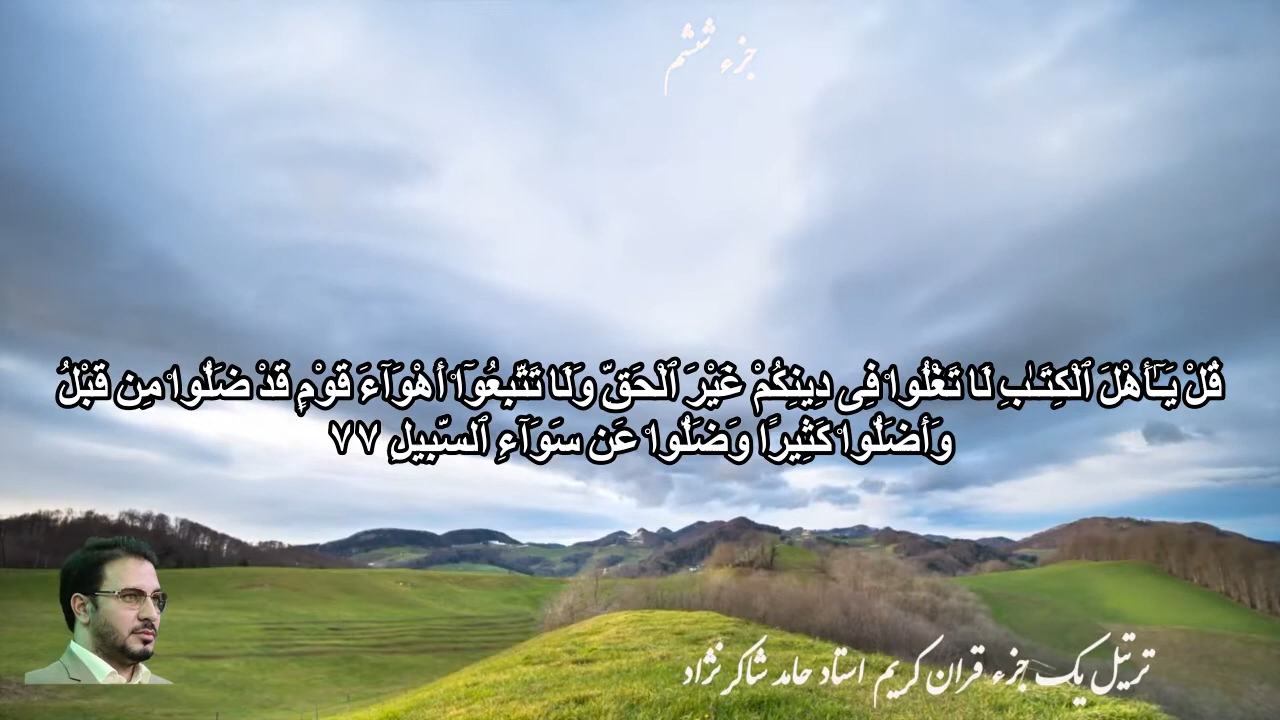 جزء ششم
قُلْ يَـٰٓأَهْلَ ٱلْكِتَـٰبِ لَا تَغْلُوا۟ فِى دِينِكُمْ غَيْرَ ٱلْحَقِّ وَلَا تَتَّبِعُوٓا۟ أَهْوَآءَ قَوْمٍ قَدْ ضَلُّوا۟ مِن قَبْلُ
وَأَضَلُّوا۟ كَثِيرًا وَضَلُّوا۟ عَن سَوَآءِ ٱلسَّبِيلِ ٧٧
ترتیل یک جزء قران کریم استاد حامد شاکرنژاد